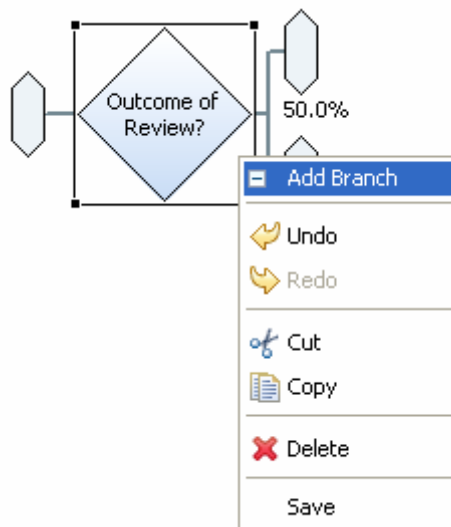 Outcome of
Review?
50.0%
Add Branch
Undo
Redo
Cut
Copy
Delete
Save